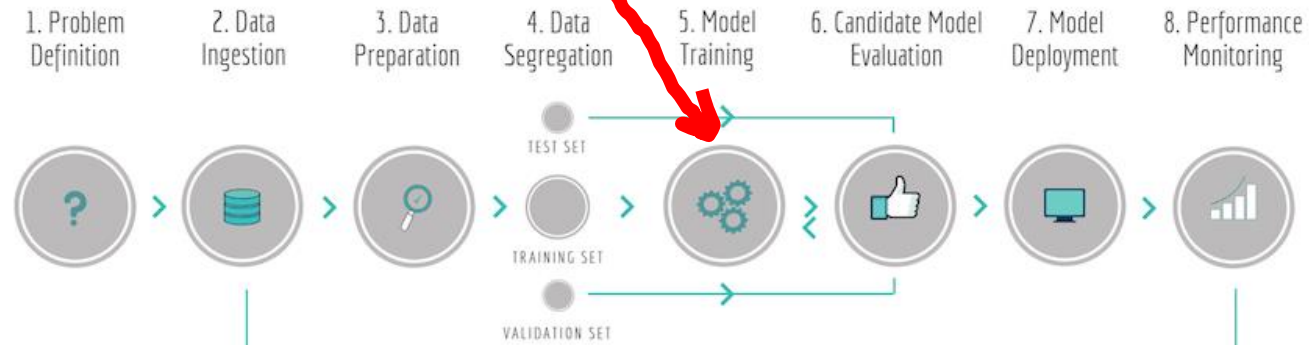 1. Problem
Definition
2. Data
Ingestion
3. Data
Preparation
4. Data
Segregation
5. Model
Training
6. Candidate Model
Evaluation
7. Model
Deployment
8. Performance
Monitoring
TEST SET
TRAINING SET
VALIDATION SET